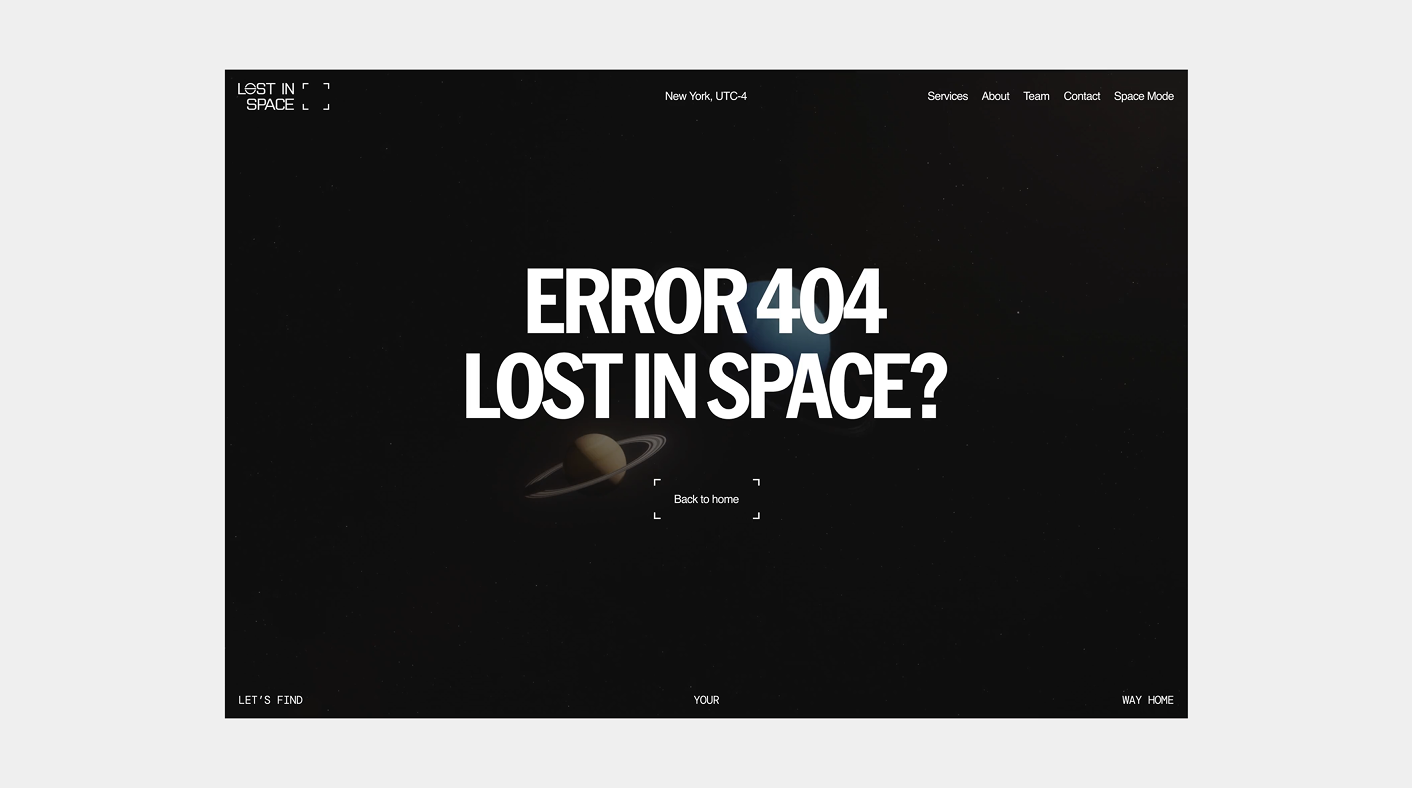 LOST IN
SPACE
New York, UTC-4
Services About Team Contact Space Mode
ERROR 404
LOST IN SPACE?
Back to home
LET'S FIND
YOUR
WAY HOME